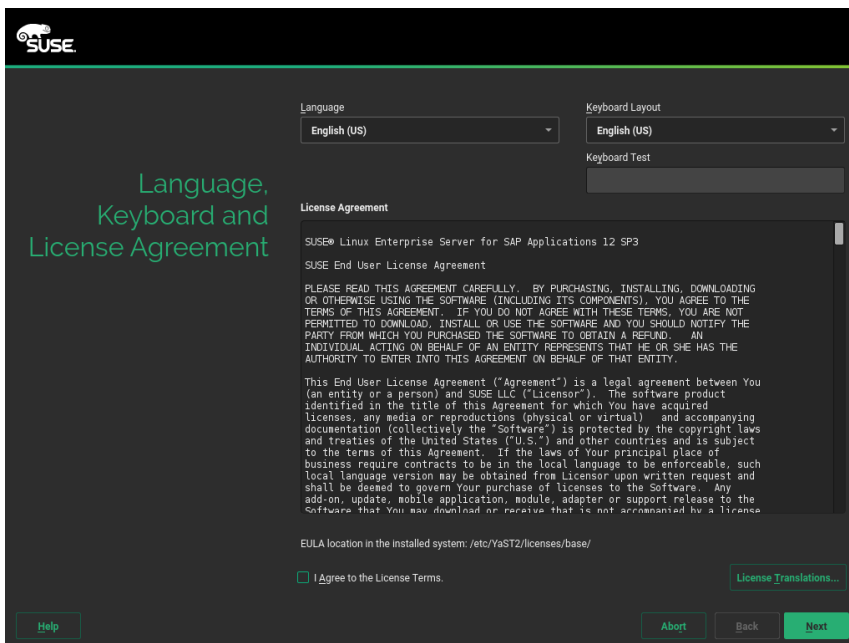 SUSE.
Language
Keyboard Layout
English (US)
English (US)
Keyboard Test
Language,
Keyboard and
License Agreement
License Agreement
SUSE® Linux Enterprise Server for SAP Applications 12 SP3
SUSE End User License Agreement
PLEASE READ THIS AGREEMENT CAREFULLY.  BY PURCHASING, INSTALLING, DOWNLOADING
OR OTHERWISE USING THE SOFTWARE (INCLUDING ITS COMPONENTS), YOU AGREE TO THE
TERMS OF THIS AGREEMENT.  IF YOU DO NOT AGREE WITH THESE TERMS, YOU ARE NOT
PERMITTED TO DOWNLOAD, INSTALL OR USE THE SOFTWARE AND YOU SHOULD NOTIFY THE
PARTY FROM WHICH YOU PURCHASED THE SOFTWARE TO OBTAIN A REFUND.   AN
INDIVIDUAL ACTING ON BEHALF OF AN ENTITY REPRESENTS THAT HE OR SHE HAS THE
AUTHORITY TO ENTER INTO THIS AGREEMENT ON BEHALF OF THAT ENTITY.
This End User License Agreement (“Agreement”) is a legal agreement between You
(an entity or a person) and SUSE LLC (“Licensor”).  The software product
identified in the title of this Agreement for which You have acquired
licenses, any media or reproductions (physical or virtual)   and accompanying
documentation (collectively the “Software”) is protected by the copyright laws
and treaties of the United States (“U.S.”) and other countries and is subject
to the terms of this Agreement.  If the laws of Your principal place of
business require contracts to be in the local language to be enforceable, such
local language version may be obtained from Licensor upon written request and
shall be deemed to govern Your purchase of licenses to the Software.  Any
add-on, update, mobile application, module, adapter or support release to the
Software that You may download or receive that is not accompanied by a license
EULA location in the installed system: /etc/YaST2/licenses/base/
I Agree to the License Terms.
License Translations...
Help
Abort
Back
Next